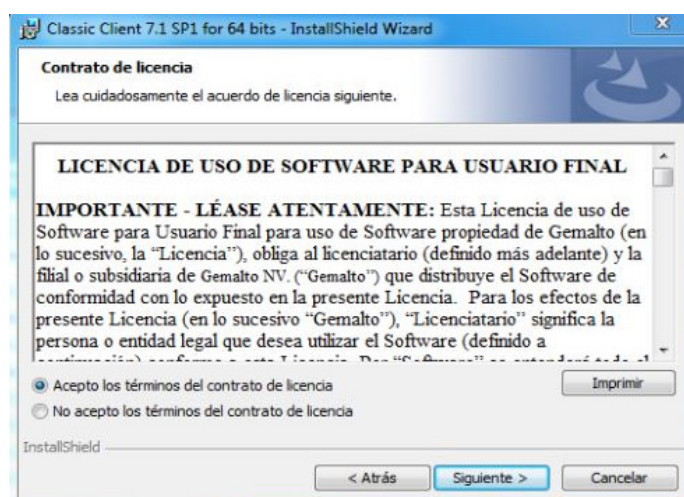 Classic Client 7.1 SP1 for 64 bits - InstallShield Wizard
Contrato de licencia
Lea cuidadosamente el acuerdo de licencia siguiente.
LICENCIA DE USO DE SOFTWARE PARA USUARIO FINAL
IMPORTANTE - LÉASE ATENTAMENTE: Esta Licencia de uso de
Software para Usuario Final para uso de Software propiedad de Gemalto (en
lo sucesivo, la “Licencia”), obliga al licenciatario (definido más adelante) y la
filial o subsidiaria de Gemalto NV. (“Gemalto”) que distribuye el Software de
conformidad con lo expuesto en la presente Licencia. Para los efectos de la
presente Licencia (en lo sucesivo “Gemalto”), “Licenciatario” significa la
persona o entidad legal que desea utilizar el Software (definido a
Acepto los términos del contrato de licencia
Imprimir
No acepto los términos del contrato de licencia
InstallShield
< Atrás
Siguiente >
Cancelar